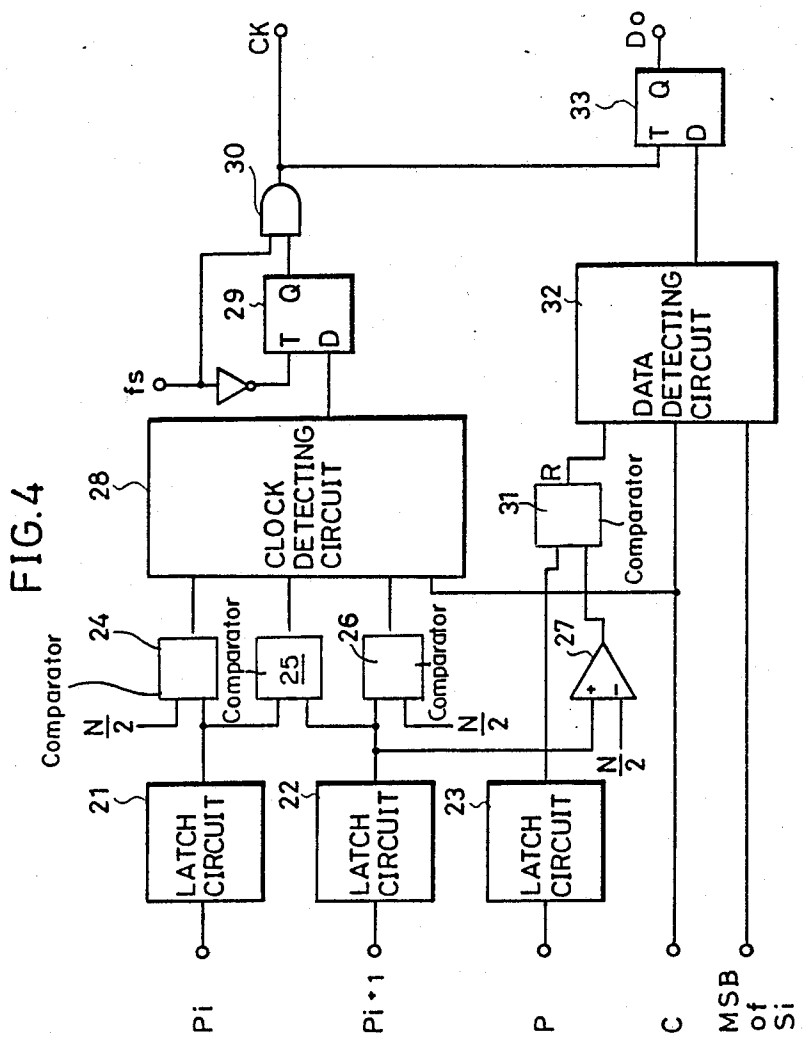 FIG.4
Comparator
24
N/2
21
LATCH
CIRCUIT
Pi
Comparator
25
28
CLOCK
DETECTING
CIRCUIT
fs
29
T Q
D
30
CK
22
LATCH
CIRCUIT
Pi+1
26
Comparator
N/2
23
LATCH
CIRCUIT
P
N/2
+
-
27
31
R
Comparator
32
DATA
DETECTING
CIRCUIT
33
T Q
D
Do
C
MSB
of
Si